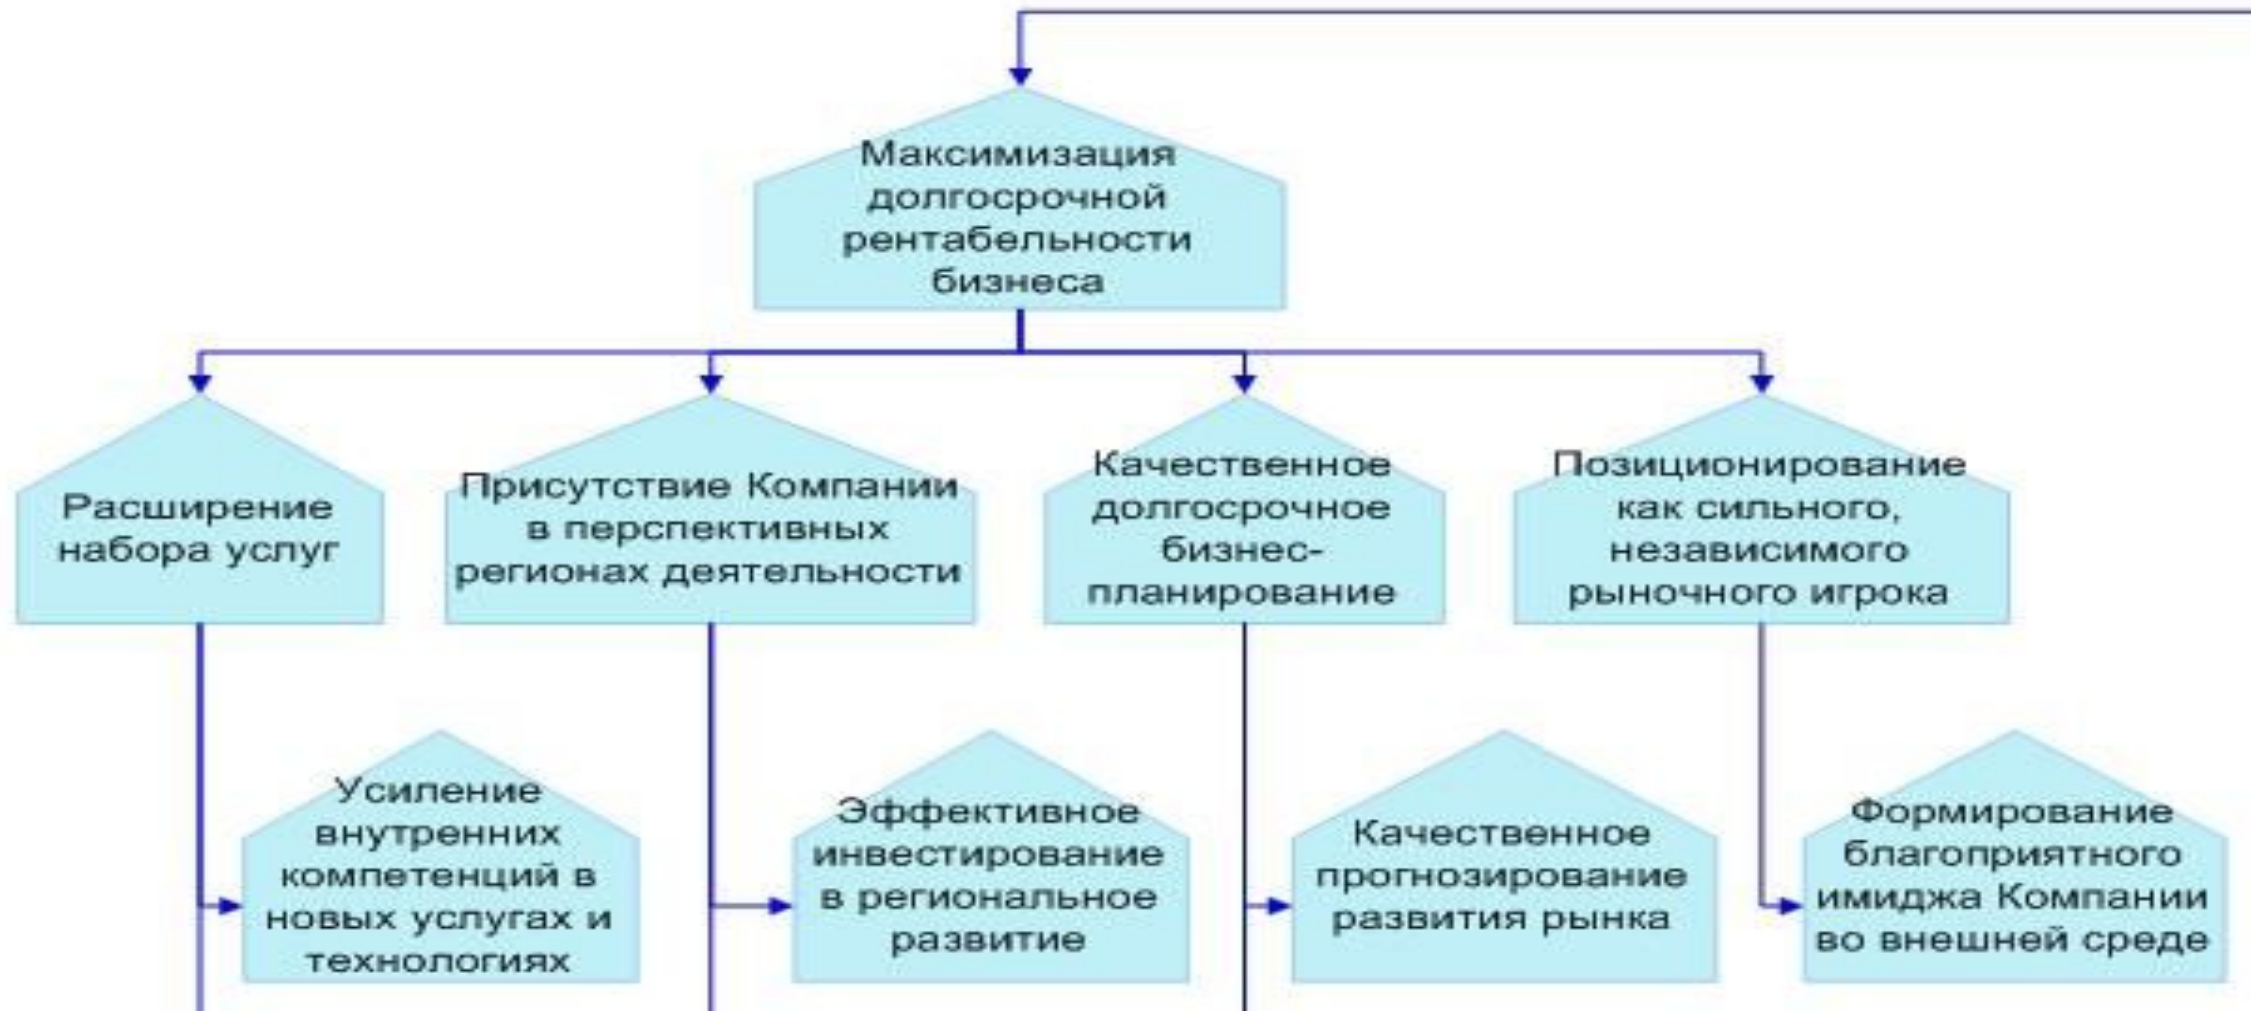 Максимизация
долгосрочной
рентабельности
бизнеса
Расширение
набора услуг
Присутствие Компании
в перспективных
регионах деятельности
Качественное
долгосрочное
бизнес-
планирование
Позиционирование
как сильного,
независимого
рыночного игрока
Усиление
внутренних
компетенций в
новых услугах и
технологиях
Эффективное
инвестирование
в региональное
развитие
Качественное
прогнозирование
развития рынка
Формирование
благоприятного
имиджа Компании
во внешней среде